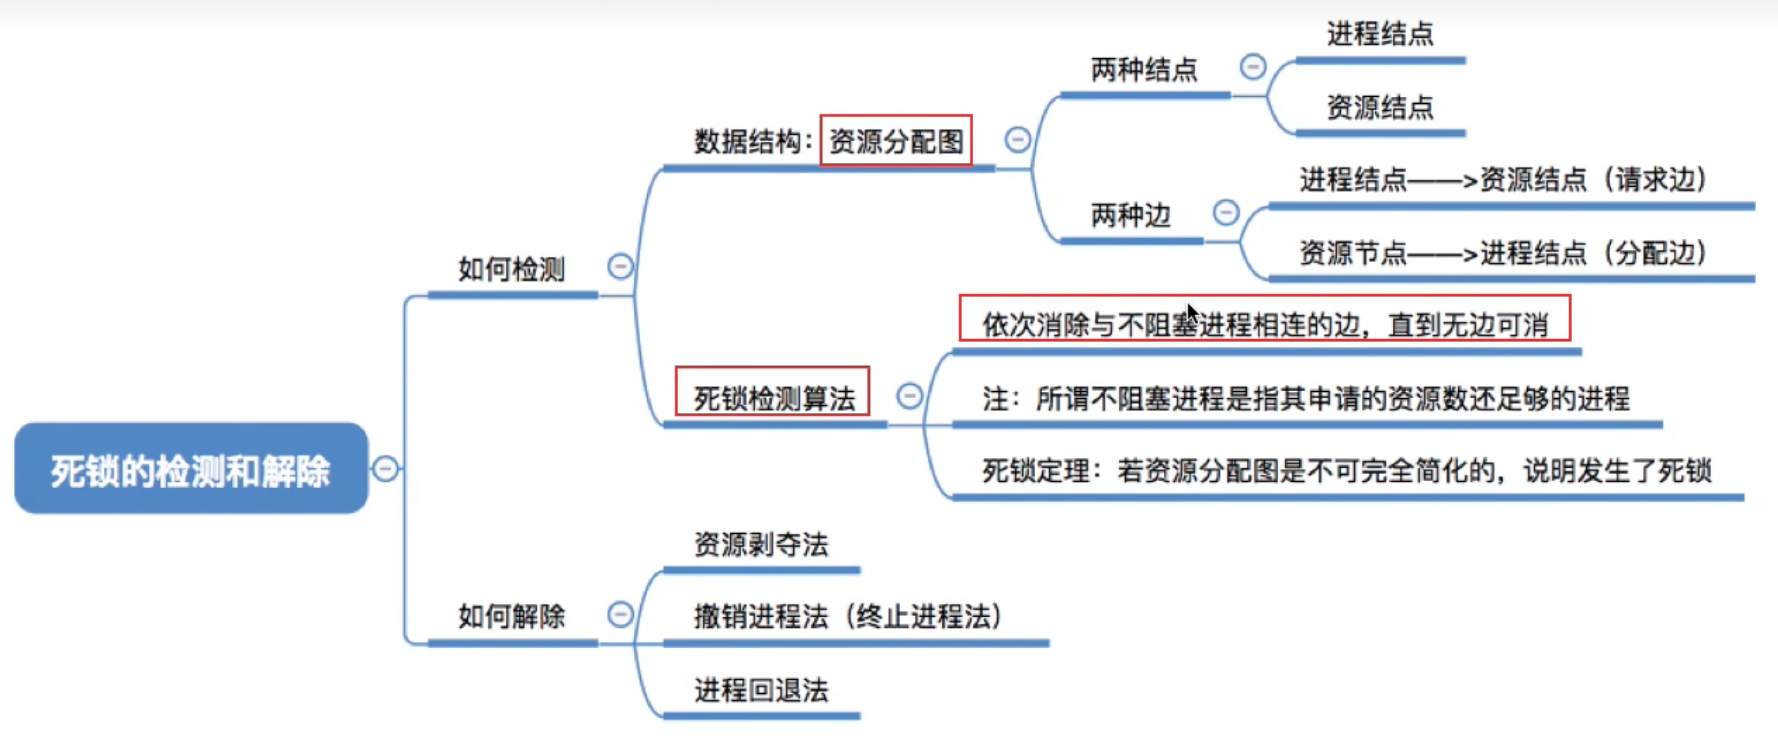 死锁的检测和解除
如何检测
数据结构：资源分配图
两种结点
进程结点
资源结点
两种边
进程结点——>资源结点（请求边）
资源节点——>进程结点（分配边）
死锁检测算法
依次消除与不阻塞进程相连的边，直到无边可消
注：所谓不阻塞进程是指其申请的资源数还足够的进程
死锁定理：若资源分配图是不可完全简化的，说明发生了死锁
如何解除
资源剥夺法
撤销进程法（终止进程法）
进程回退法